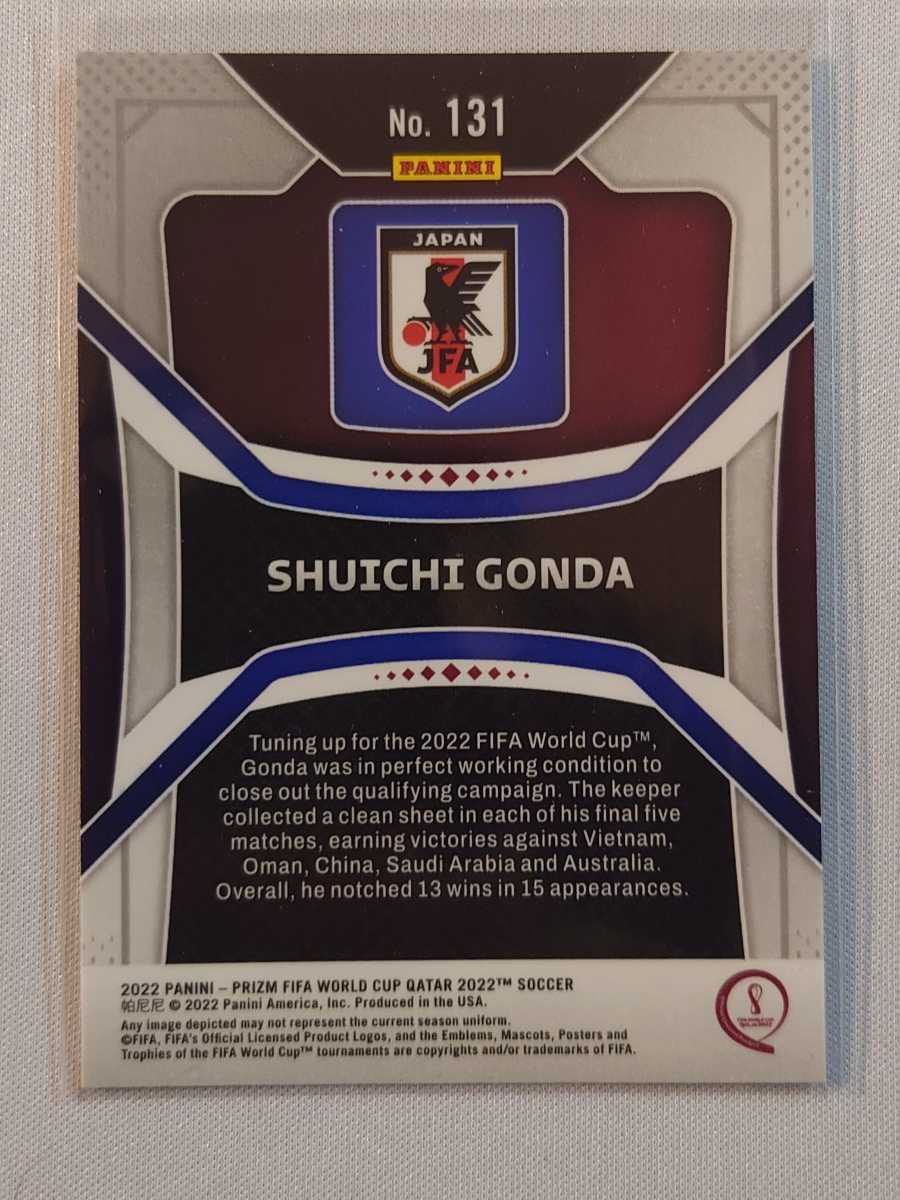 No. 131
PANINI
JAPAN
JFA
SHUICHI GONDA
Tuning up for the 2022 FIFA World Cup™,
Gonda was in perfect working condition to
close out the qualifying campaign. The keeper
collected a clean sheet in each of his final five
matches, earning victories against Vietnam,
Oman, China, Saudi Arabia and Australia.
Overall, he notched 13 wins in 15 appearances.
2022 PANINI – PRIZM FIFA WORLD CUP QATAR 2022™ SOCCER
帕尼尼 © 2022 Panini America, Inc. Produced in the USA.
Any image depicted may not represent the current season uniform.
©FIFA, FIFA's Official Licensed Product Logos, and the Emblems, Mascots, Posters and
Trophies of the FIFA World Cup™ tournaments are copyrights and/or trademarks of FIFA.